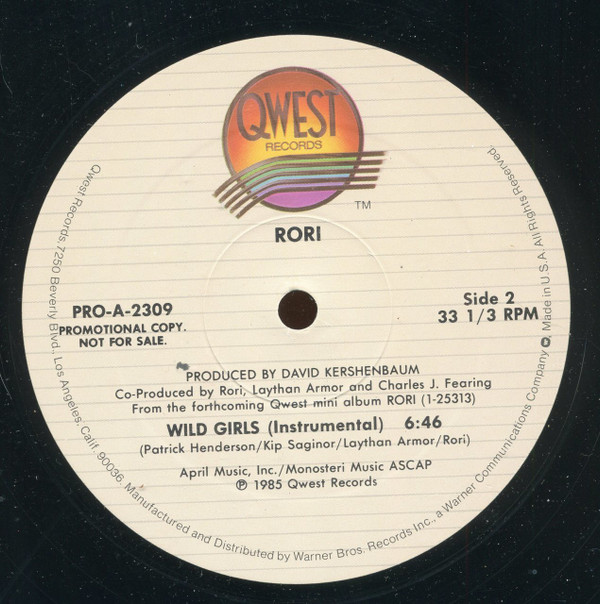 QWEST
RECORDS
TM
RORI
PRO-A-2309
PROMOTIONAL COPY.
NOT FOR SALE.
Side 2
33 1/3 RPM
PRODUCED BY DAVID KERSHENBAUM
Co-Produced by Rori, Laythan Armor and Charles J. Fearing
From the forthcoming Qwest mini album RORI (1-25313)
WILD GIRLS (Instrumental) 6:46
(Patrick Henderson/Kip Saginor/Laythan Armor/Rori)
April Music, Inc./Monosteri Music ASCAP
℗ 1985 Qwest Records
Qwest Records, 7250 Beverly Blvd., Los Angeles, Calif. 90036. Manufactured and Distributed by Warner Bros. Records Inc., a Warner Communications Company Made in U.S.A. All Rights Reserved.